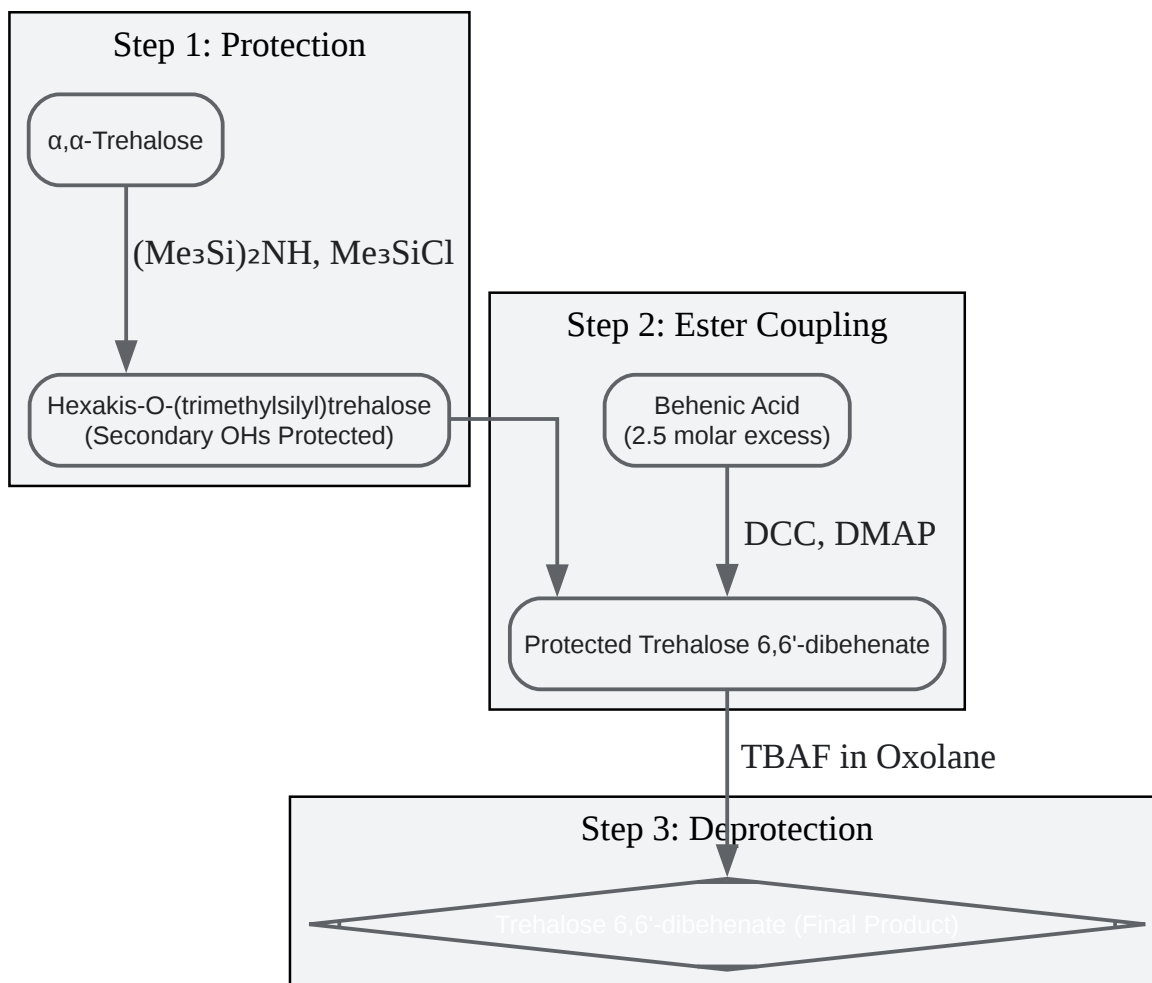 Step 1: Protection
α,α-Trehalose
(Me₃Si)₂NH, Me₃SiCl
Hexakis-O-(trimethylsilyl)trehalose
(Secondary OHs Protected)
Step 2: Ester Coupling
Behenic Acid
(2.5 molar excess)
DCC, DMAP
Protected Trehalose 6,6'-dibehenate
TBAF in Oxolane
Step 3: Deprotection
Trehalose 6,6'-dibehenate (Final Product)